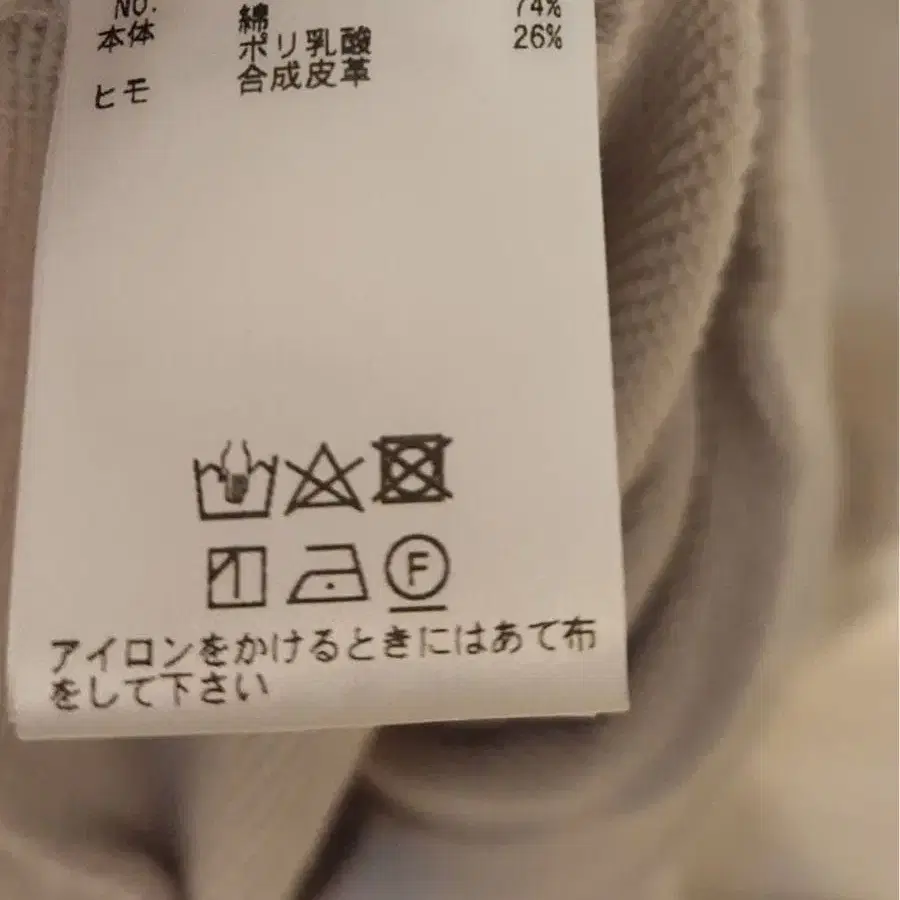 NO.
綿 74%
本体 ポリ乳酸 26%
ヒモ 合成皮革
F
アイロンをかけるときにはあて布
をして下さい